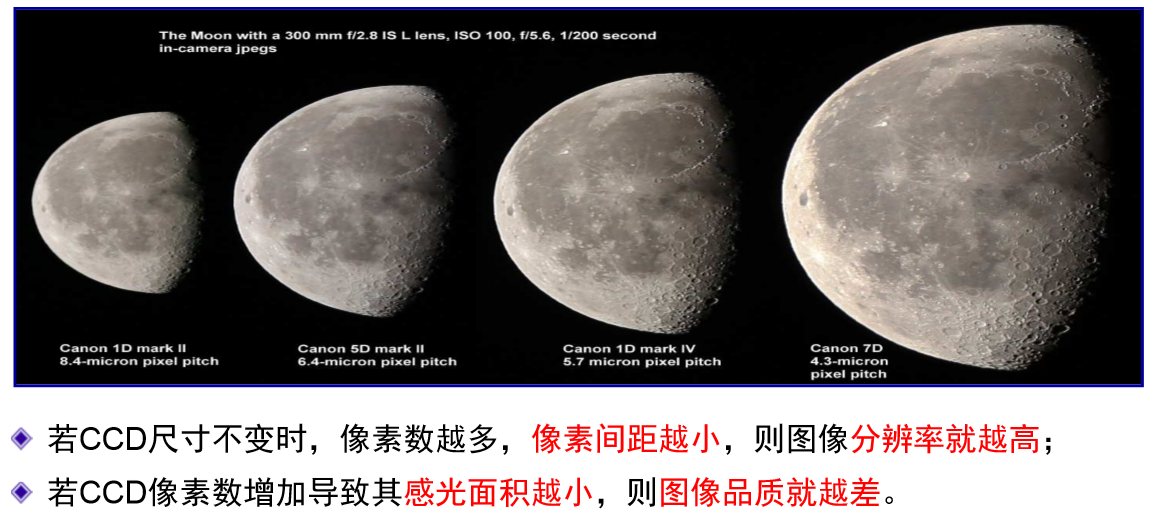 The Moon with a 300 mm f/2.8 IS L lens, ISO 100, f/5.6, 1/200 second
in-camera jpegs
Canon 1D mark II
8.4-micron pixel pitch
Canon 5D mark II
6.4-micron pixel pitch
Canon 1D mark IV
5.7 micron pixel pitch
Canon 7D
4.3-micron
pixel pitch
若CCD尺寸不变时，像素数越多，像素间距越小，则图像分辨率就越高；
若CCD像素数增加导致其感光面积越小，则图像品质就越差。